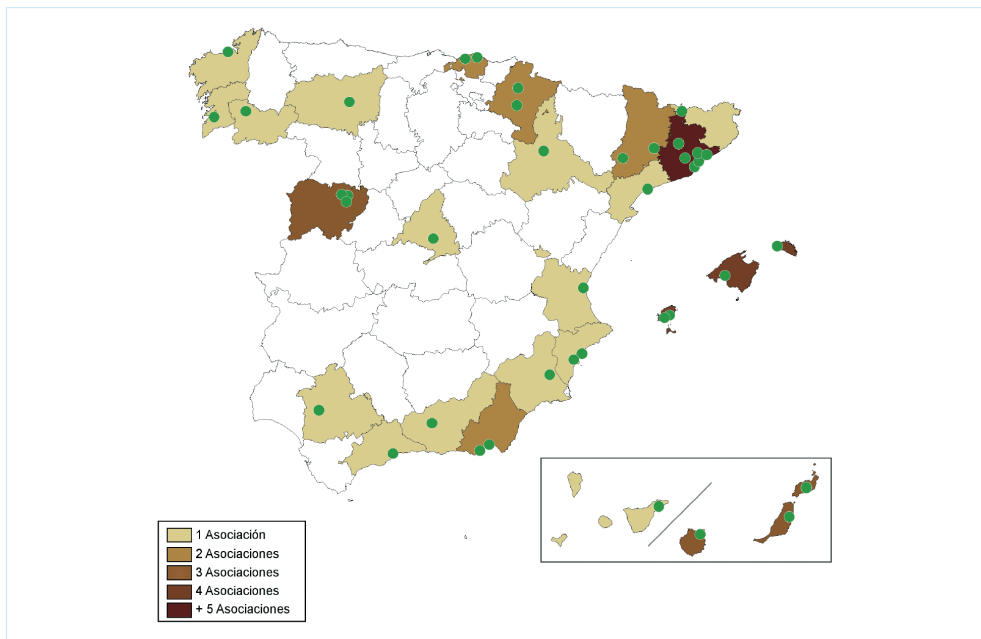 1 Asociación
2 Asociaciones
3 Asociaciones
4 Asociaciones
+ 5 Asociaciones